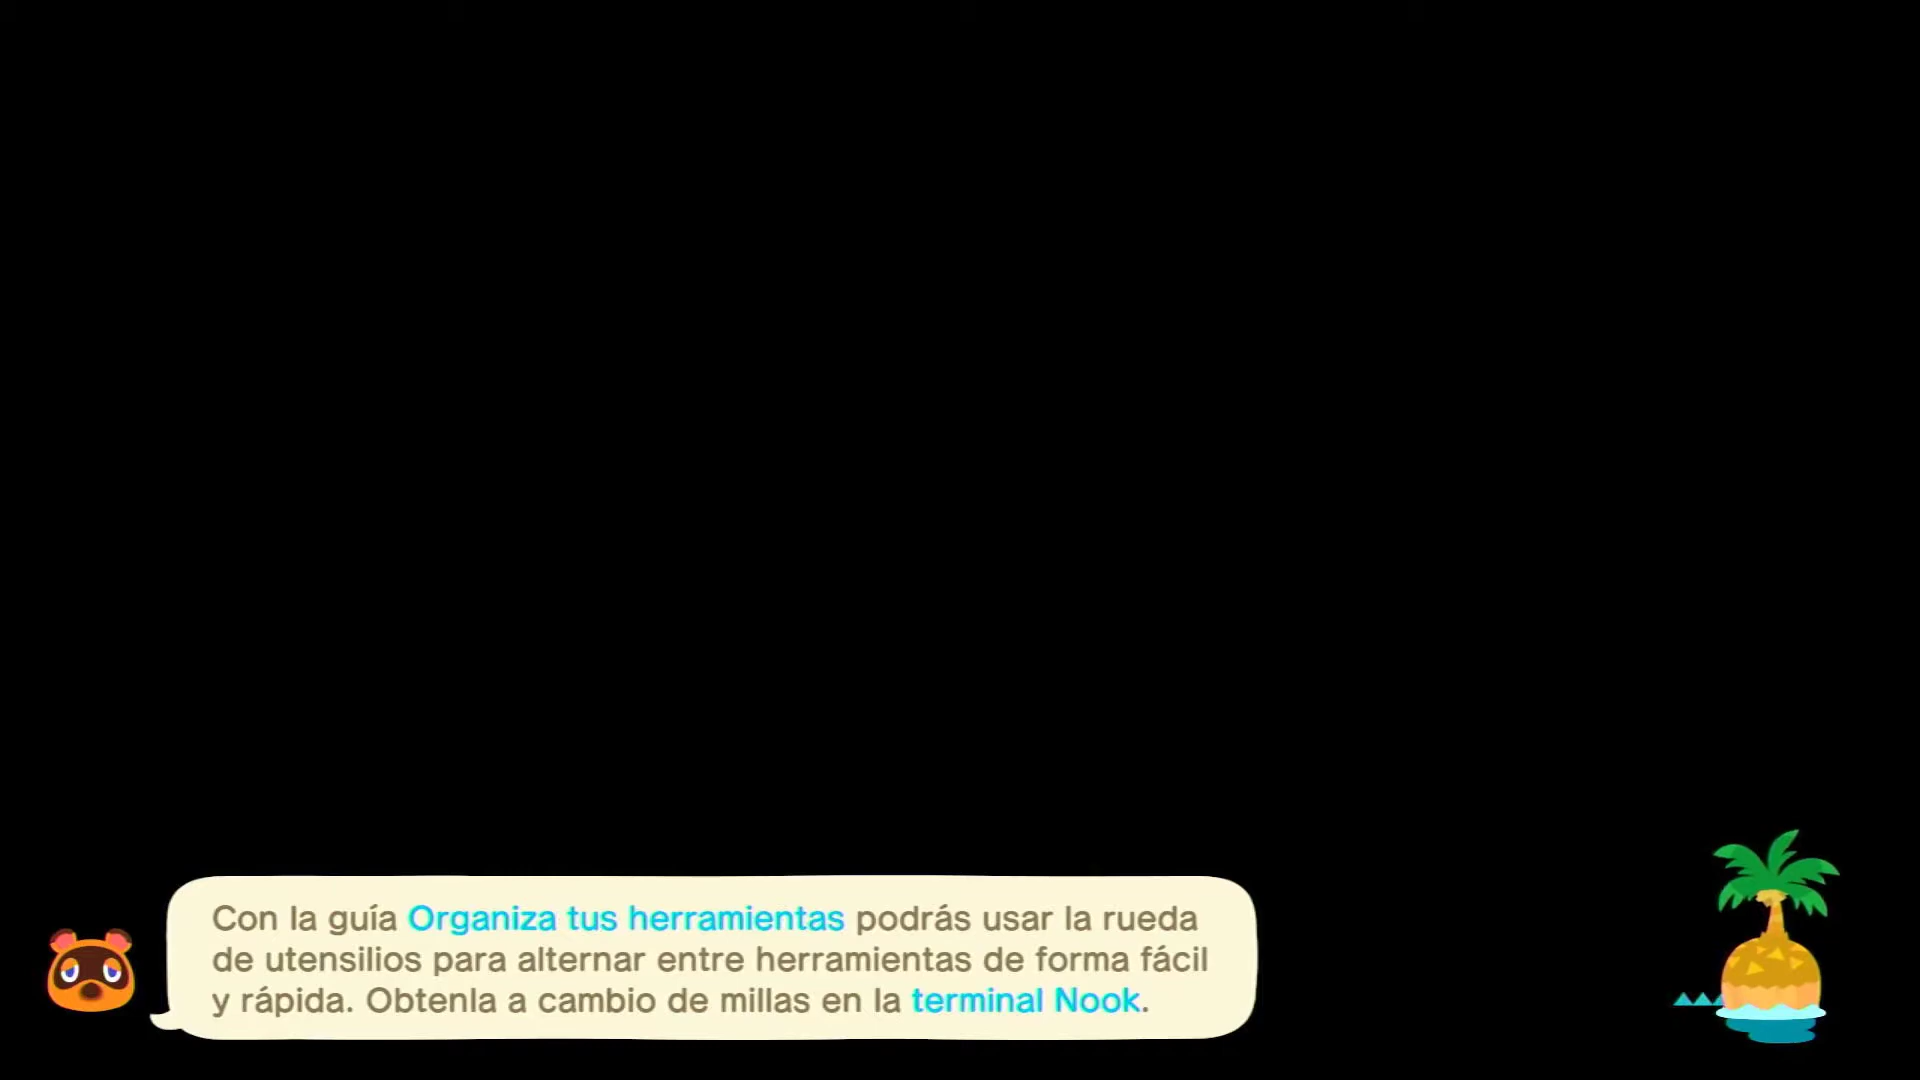 Con la guía Organiza tus herramientas podrás usar la rueda
de utensilios para alternar entre herramientas de forma fácil
y rápida. Obtenla a cambio de millas en la terminal Nook.